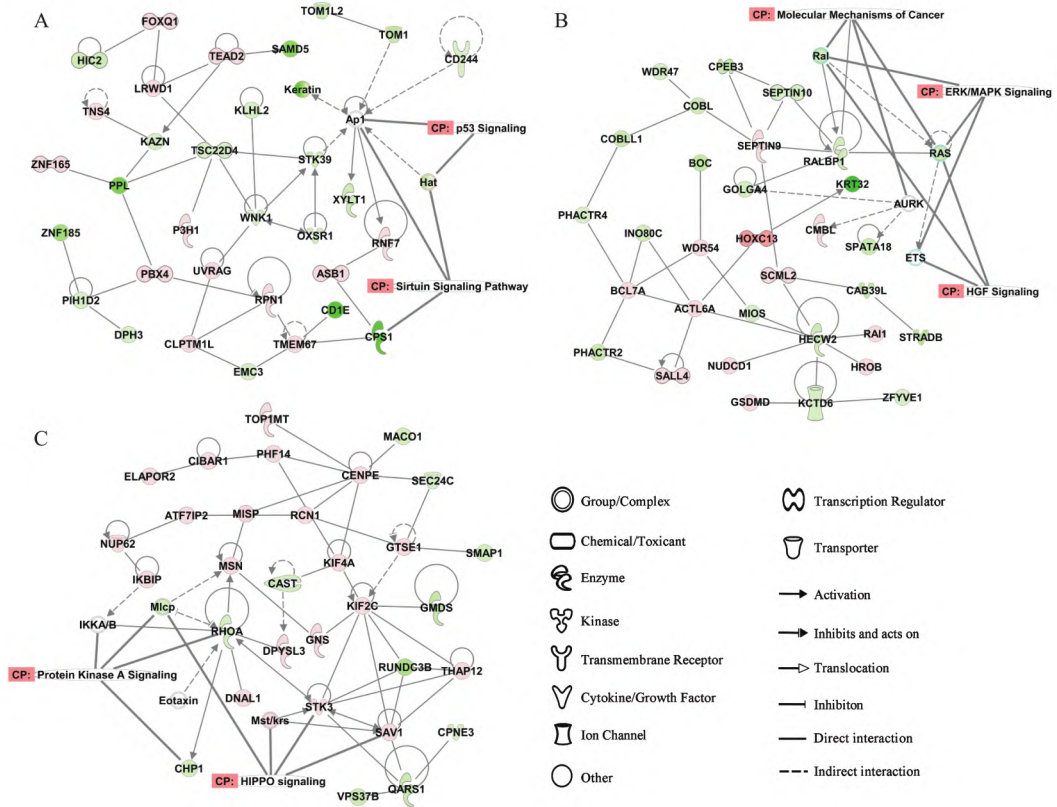 A
FOXQ1
HIC2
TEAD2
SAMD5
LRWD1
TNS4
KAZN
KLHL2
TOM1L2
TOM1
CD244
Keratin
Ap1
CP: p53 Signaling
ZNF165
PPL
TSC22D4
STK39
Hat
XYLT1
WNK1
OXSR1
RNF7
P3H1
ZNF185
PBX4
UVRAG
ASB1
CP: Sirtuin Signaling Pathway
PIH1D2
RPN1
CD1E
CPS1
DPH3
CLPTM1L
TMEM67
EMC3
B
CP: Molecular Mechanisms of Cancer
Ral
WDR47
CPEB3
SEPTIN10
CP: ERK/MAPK Signaling
COBL
COBLL1
SEPTIN9
RALBP1
RAS
BOC
GOLGA4
KRT32
AURK
PHACTR4
INO80C
WDR54
HOXC13
CMBL
SPATA18
ETS
SCML2
BCL7A
CAB39L
CP: HGF Signaling
ACTL6A
MIOS
HECW2
STRADB
RAI1
PHACTR2
SALL4
NUDCD1
HROB
GSDMD
KCTD6
ZFYVE1
C
TOP1MT
MACO1
CIBAR1
PHF14
ELAPOR2
CENPE
SEC24C
ATF7IP2
MISP
RCN1
NUP62
GTSE1
SMAP1
MSN
KIF4A
IKBIP
CAST
Mlcp
KIF2C
GMDS
IKKA/B
RHOA
DPYSL3
GNS
RUNDC3B
THAP12
CP: Protein Kinase A Signaling
Eotaxin
DNAL1
STK3
Mst/krs
SAV1
CPNE3
CHP1
CP: HIPPO signaling
VPS37B
QARS1
Group/Complex
Chemical/Toxicant
Enzyme
Kinase
Transmembrane Receptor
Cytokine/Growth Factor
Ion Channel
Other
Transcription Regulator
Transporter
Activation
Inhibits and acts on
Translocation
Inhibiton
Direct interaction
Indirect interaction